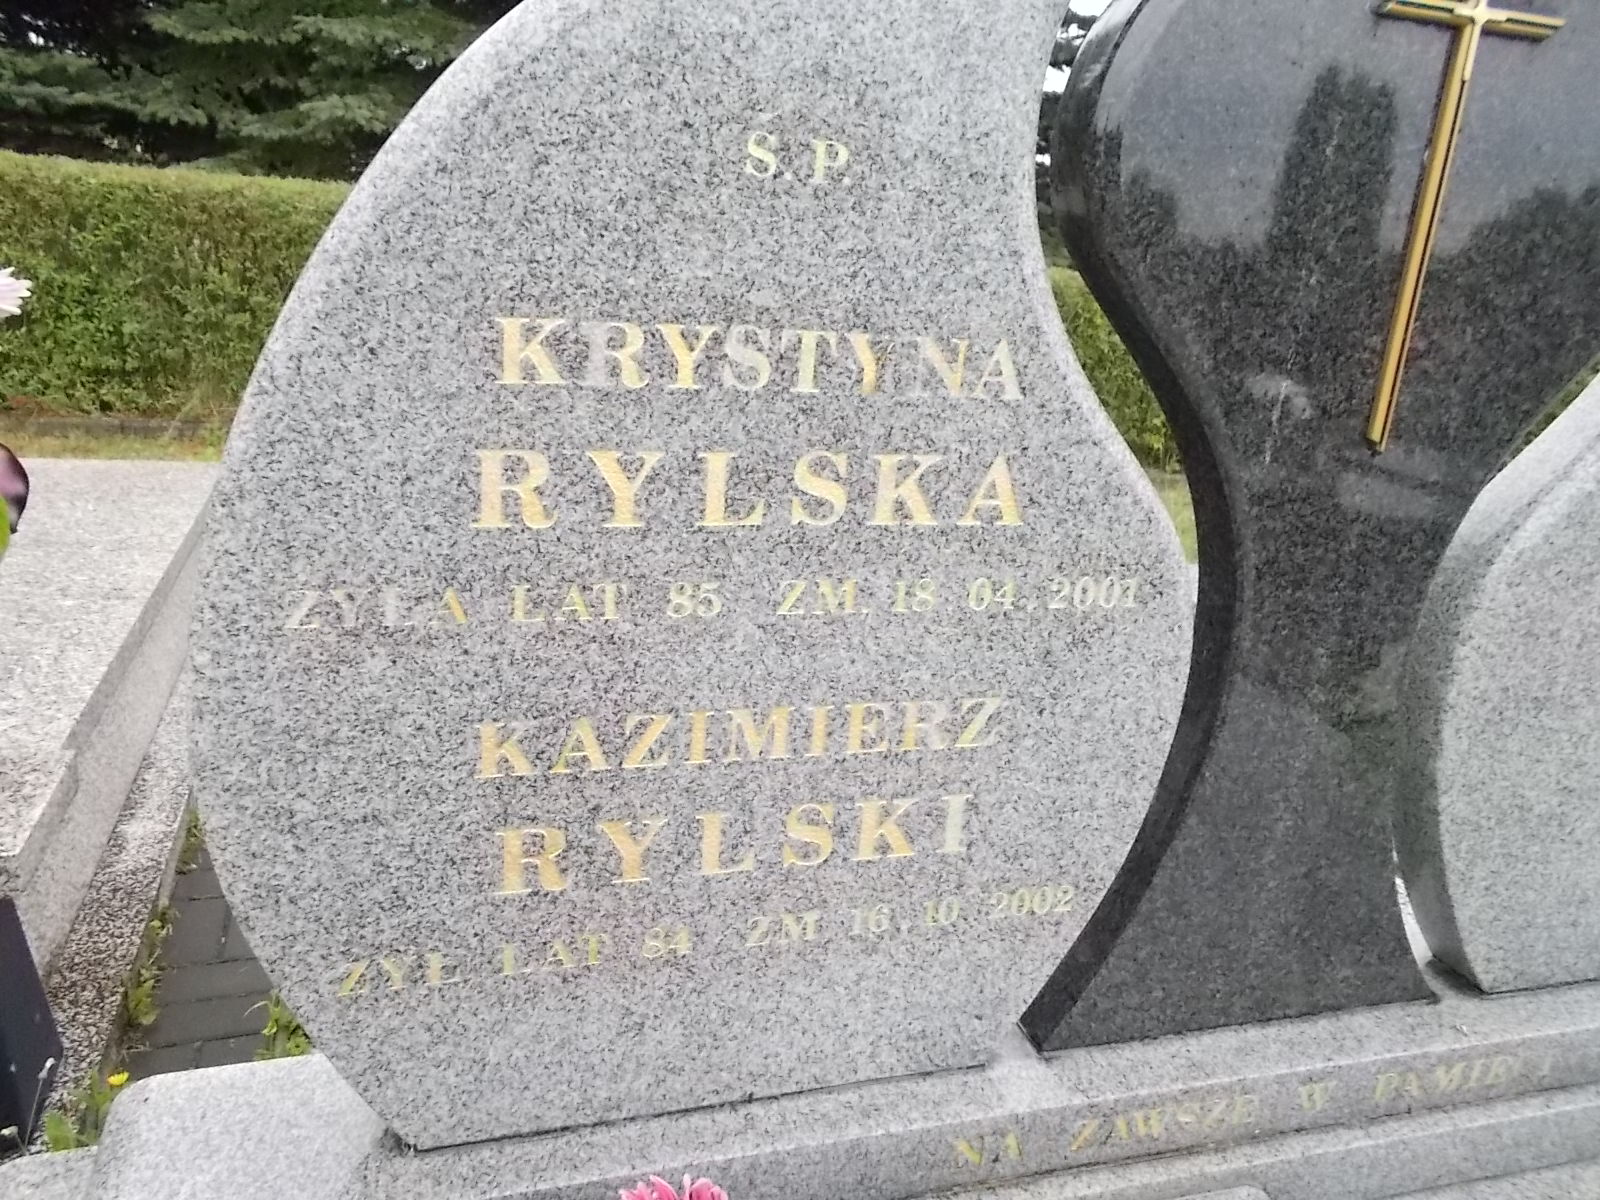 Ś.P.
KRYSTYNA
RYLSKA
ŻYŁA LAT 85 ZM. 18.04.2001
KAZIMIERZ
RYLSKI
ŻYŁ LAT 84 ZM 16.10 2002
NA ZAWSZE W PAMIĘCI